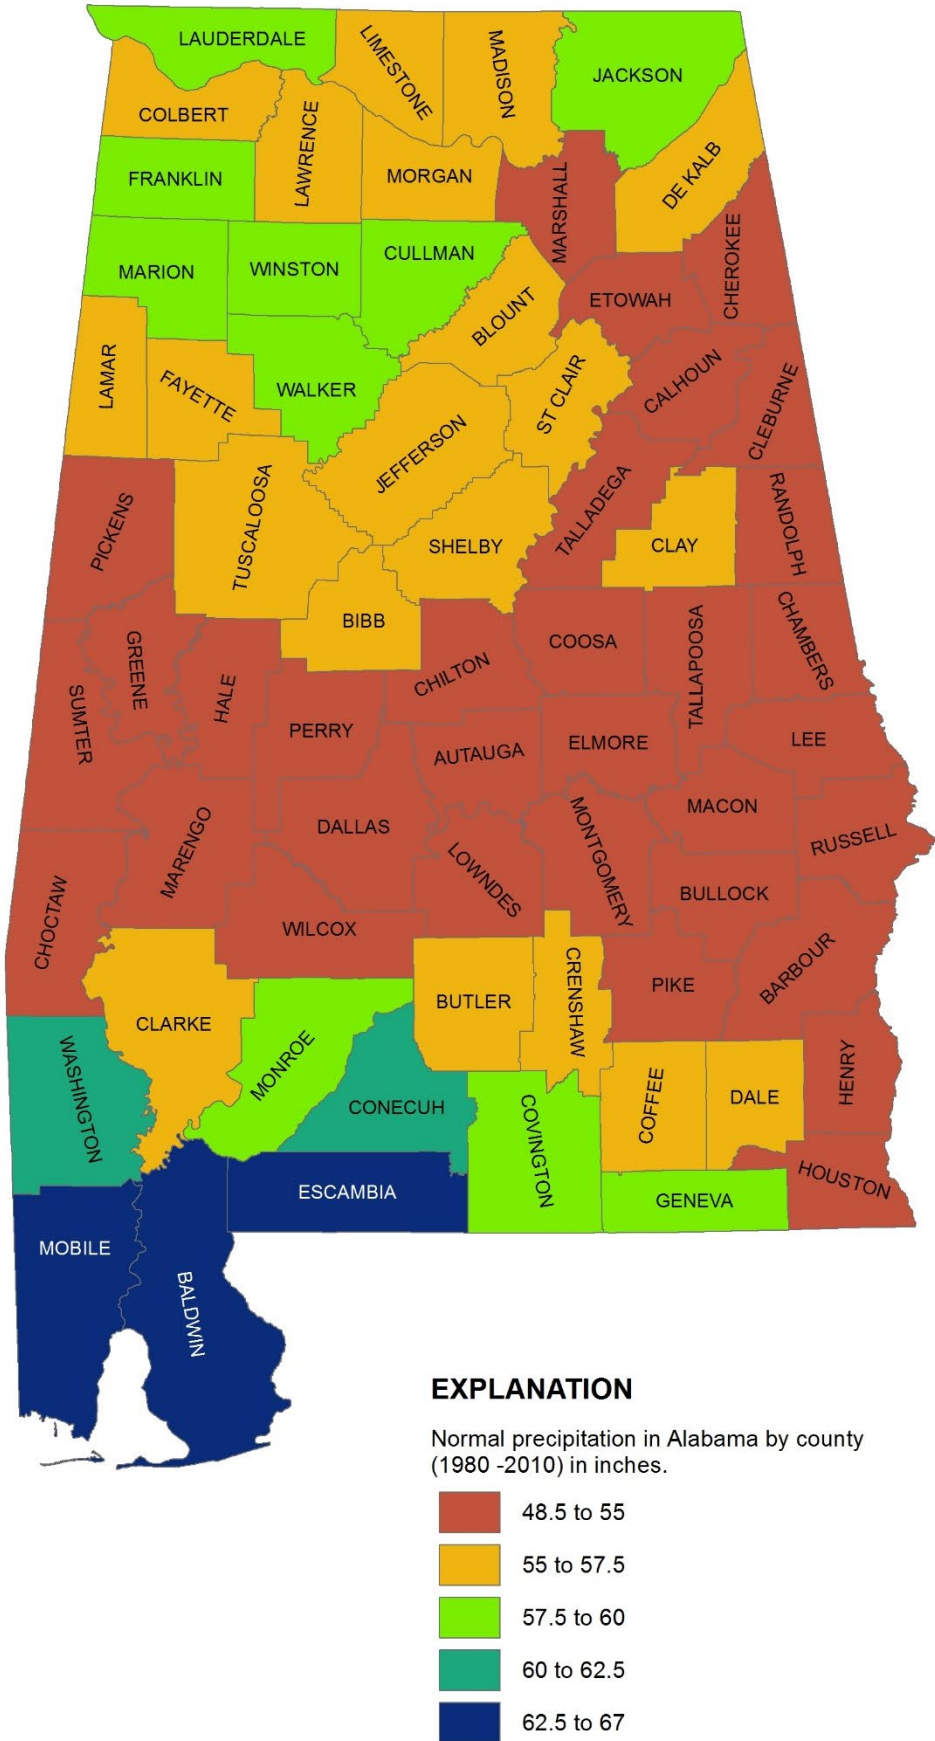 LAUDERDALE
LIMESTONE
MADISON
JACKSON
COLBERT
LAWRENCE
FRANKLIN
MORGAN
MARSHALL
DE KALB
CHEROKEE
MARION
WINSTON
CULLMAN
ETOWAH
BLOUNT
LAMAR
FAYETTE
WALKER
ST CLAIR
CALHOUN
CLEBURNE
JEFFERSON
PICKENS
TUSCALOOSA
SHELBY
TALLADEGA
CLAY
RANDOLPH
BIBB
GREENE
HALE
SUMTER
PERRY
CHILTON
COOSA
TALLAPOOSA
CHAMBERS
AUTAUGA
ELMORE
LEE
MARENGO
DALLAS
LOWNDES
MONTGOMERY
MACON
RUSSELL
CHOCTAW
WILCOX
BULLOCK
CLARKE
BUTLER
CRENSHAW
PIKE
BARBOUR
WASHINGTON
MONROE
CONECUH
COVINGTON
COFFEE
DALE
HENRY
HOUSTON
ESCAMBIA
GENEVA
MOBILE
BALDWIN
EXPLANATION
Normal precipitation in Alabama by county
(1980 -2010) in inches.
48.5 to 55
55 to 57.5
57.5 to 60
60 to 62.5
62.5 to 67